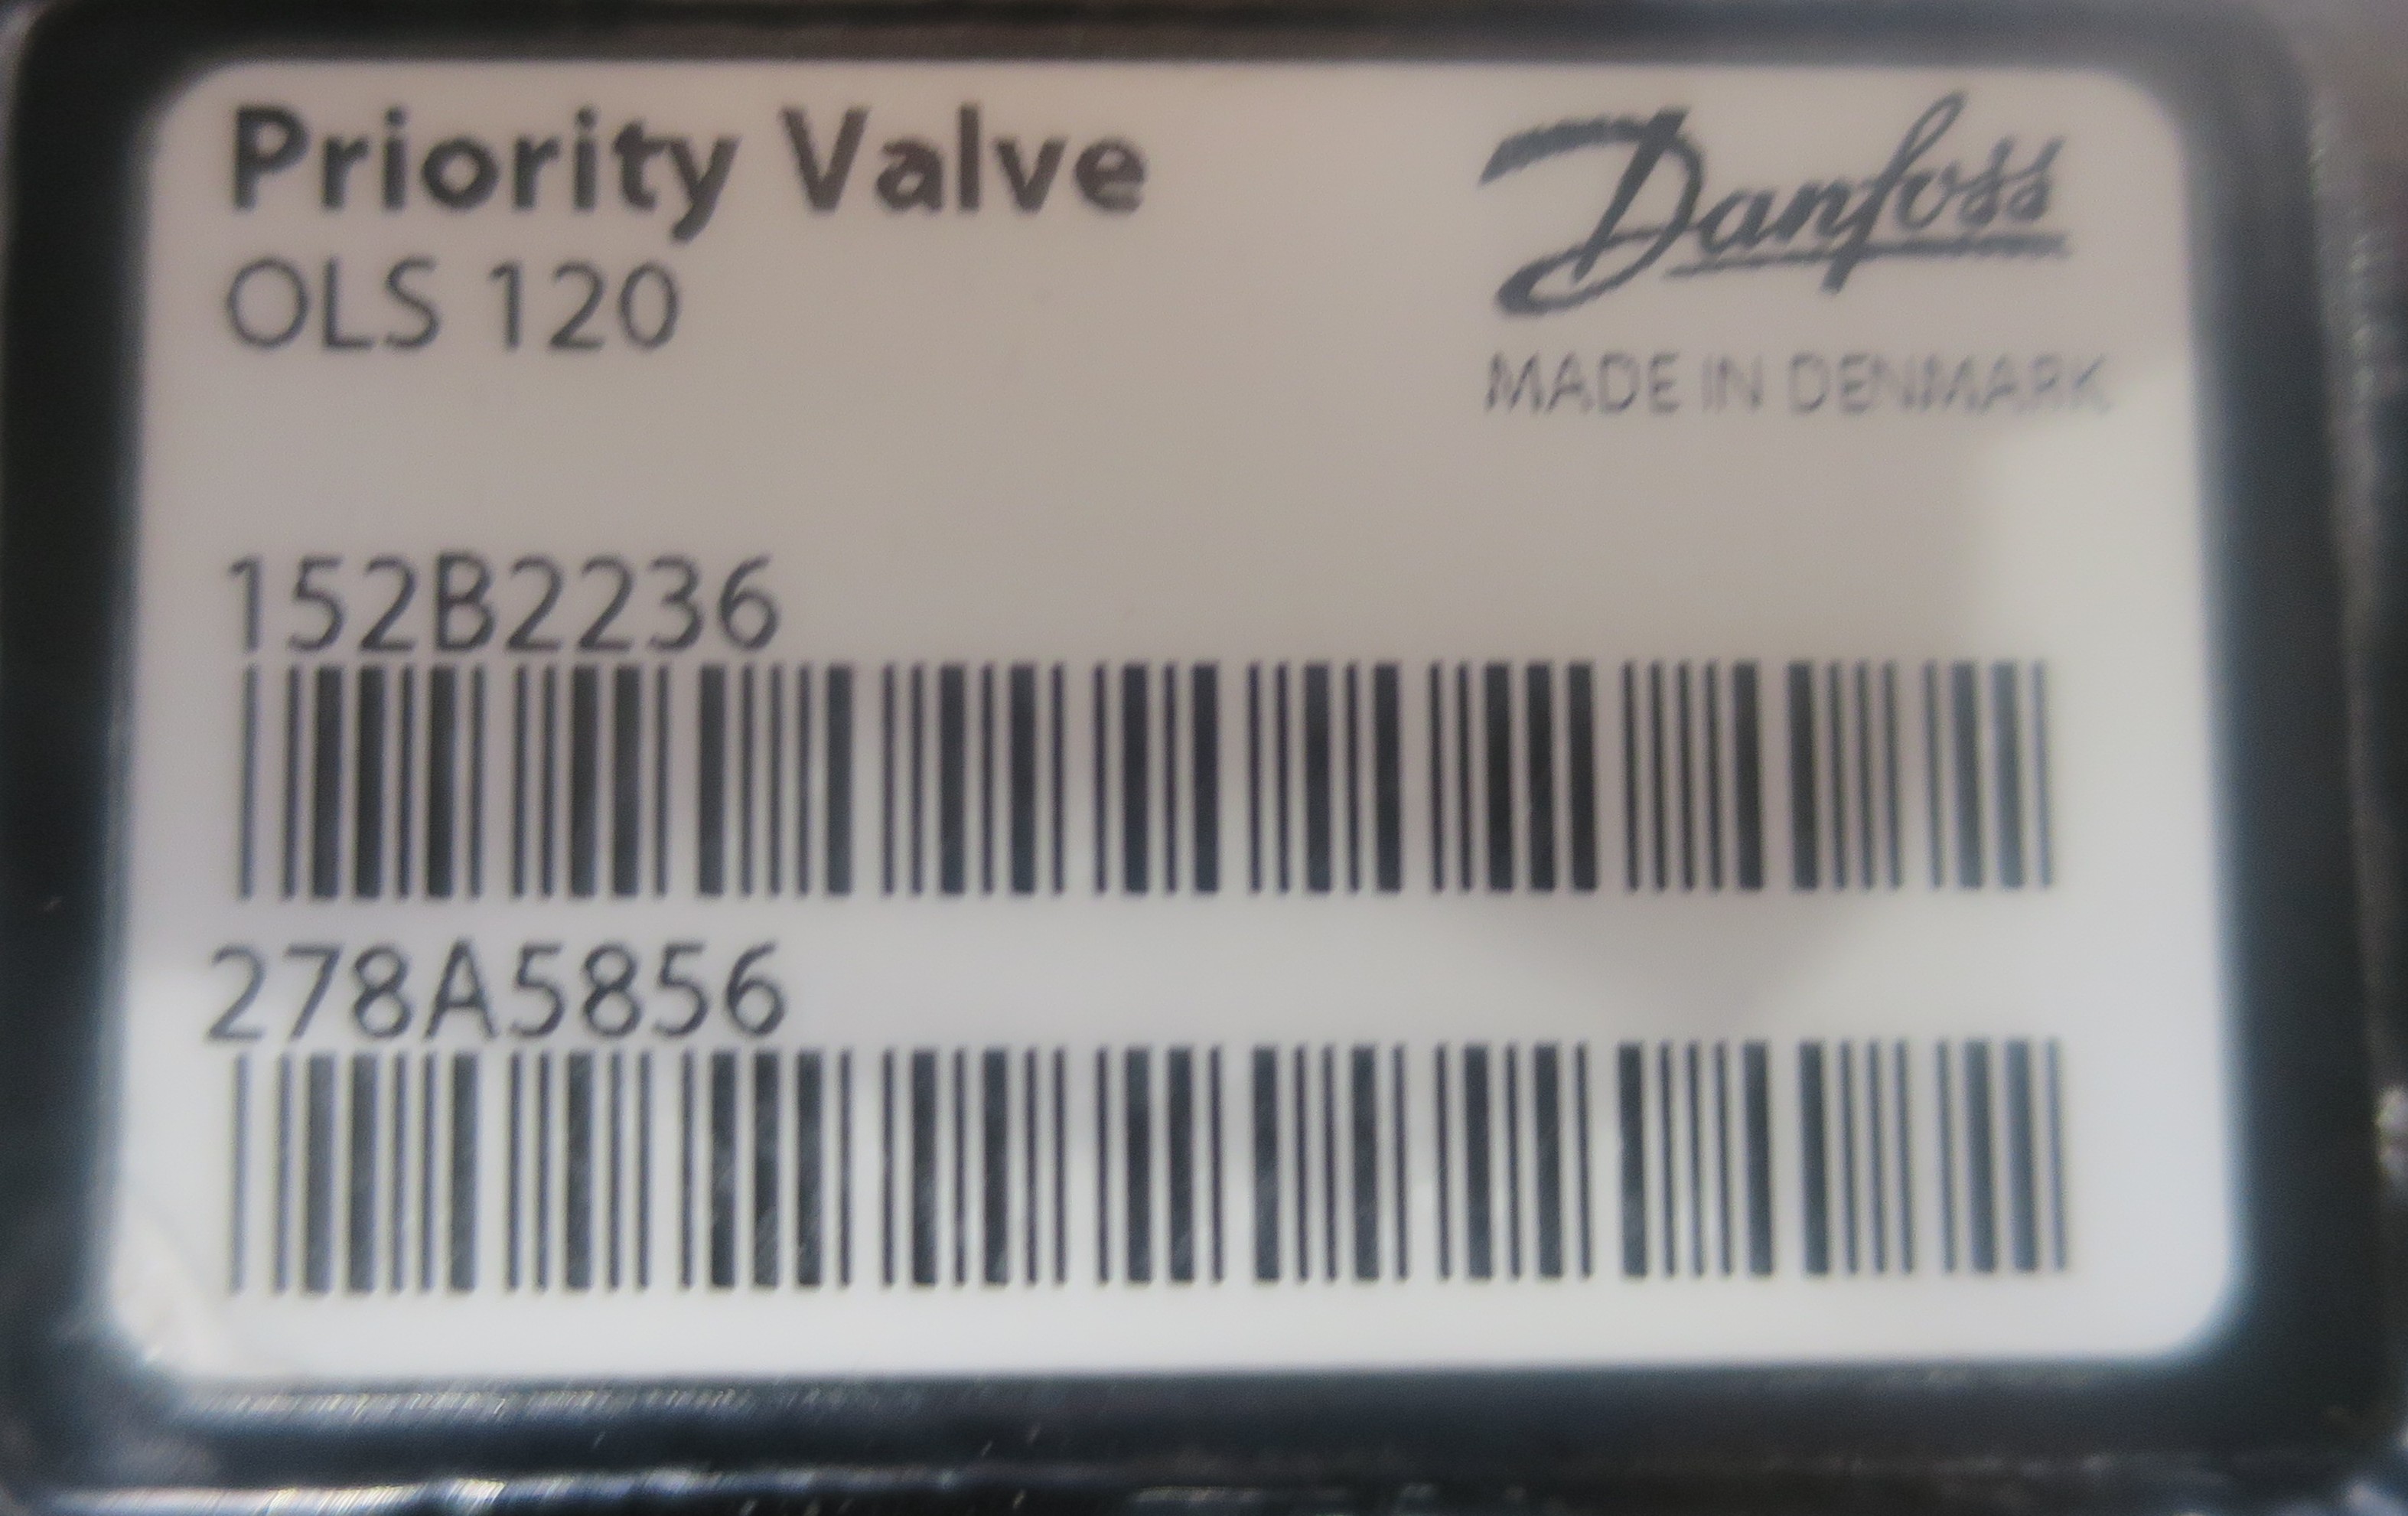 Priority Valve
OLS 120
Danfoss
MADE IN DENMARK
152B2236
278A5856